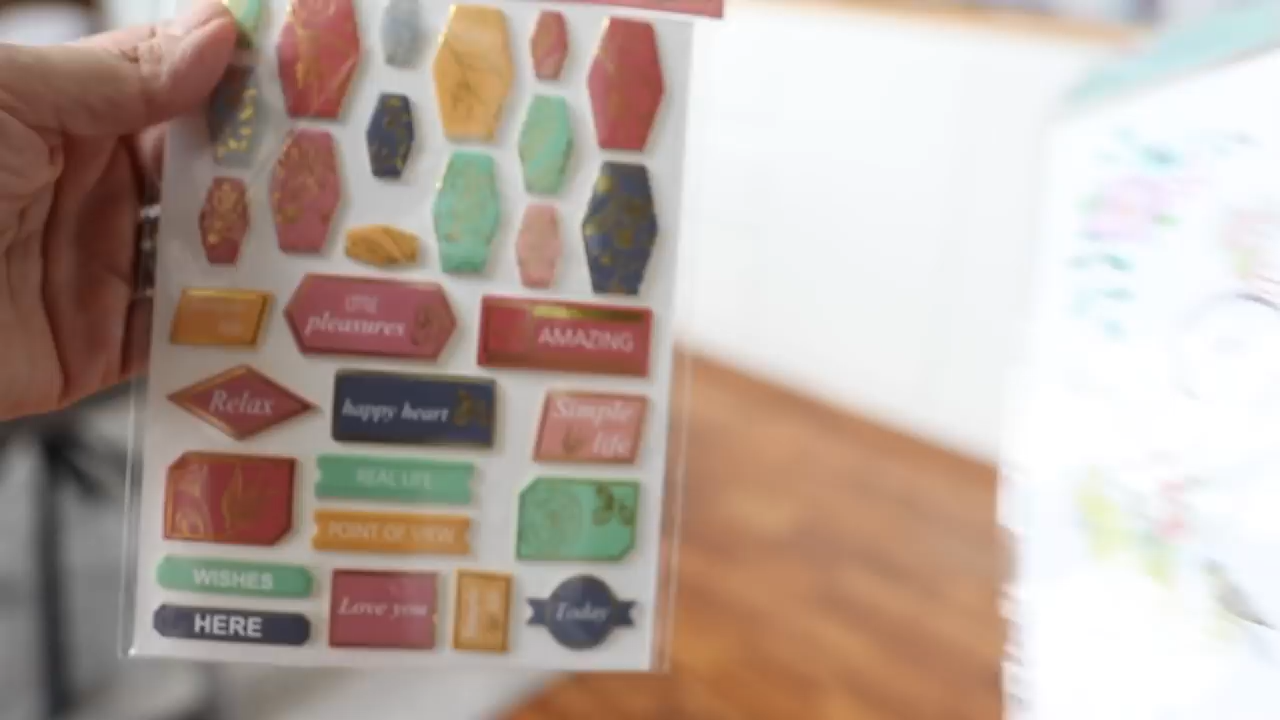 LITTLE
pleasures
AMAZING
Relax
happy heart
Simple
life
REAL LIFE
POINT OF VIEW
WISHES
HERE
Love you
Today